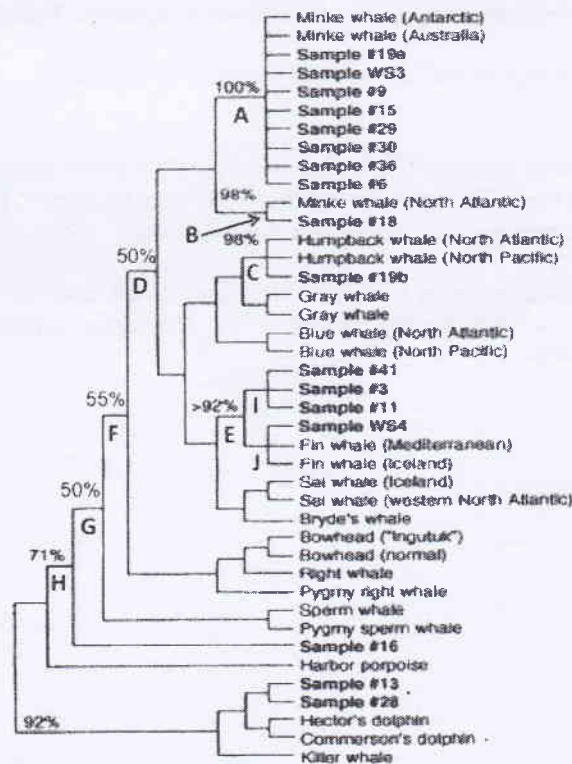 Minke whale (Antarctic)
Minke whale (Australia)
Sample #19a
Sample WS3
Sample #9
100%
A
Sample #15
Sample #29
Sample #30
Sample #36
Sample #6
98%
Minke whale (North Atlantic)
B
Sample #18
98%
Humpback whale (North Atlantic)
50%
Humpback whale (North Pacific)
D
C
Sample #19b
Gray whale
Gray whale
Blue whale (North Atlantic)
Blue whale (North Pacific)
Sample #41
>92%
I
Sample #3
55%
Sample #11
F
E
Sample WS4
Fin whale (Mediterranean)
J
Fin whale (Iceland)
50%
Sei whale (Iceland)
Sei whale (western North Atlantic)
G
Bryde's whale
Bowhead ("Ingutuk")
71%
Bowhead (normal)
H
Right whale
Pygmy right whale
Sperm whale
Pygmy sperm whale
Sample #16
Harbor porpoise
Sample #13
Sample #28
92%
Hector's dolphin
Commerson's dolphin
Killer whale